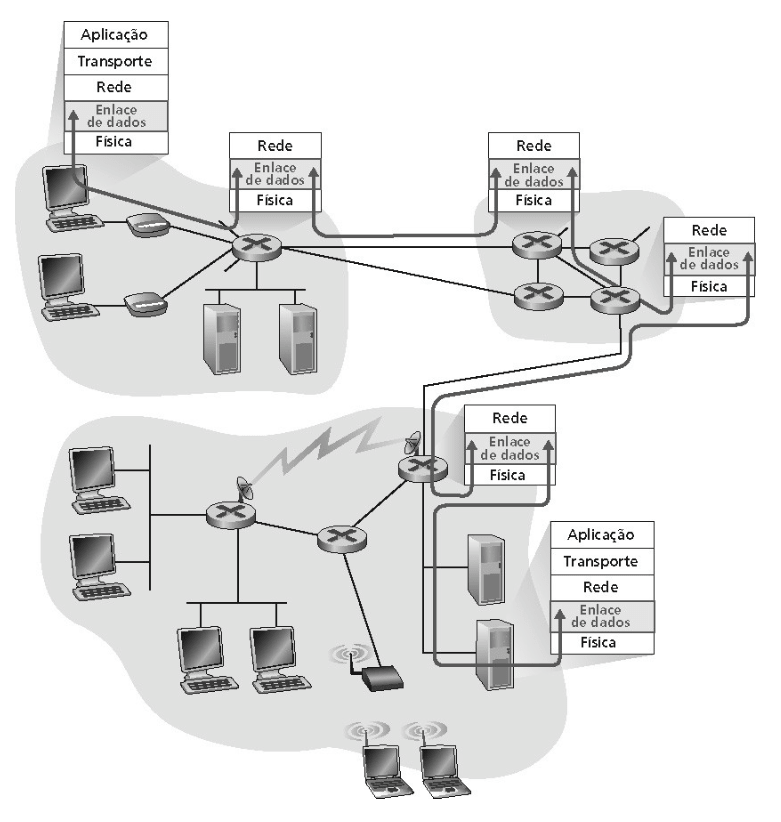 Aplicação
Transporte
Rede
Enlace
de dados
Física
Rede
Enlace
de dados
Física
Rede
Enlace
de dados
Física
Rede
Enlace
de dados
Física
Rede
Enlace
de dados
Física
Aplicação
Transporte
Rede
Enlace
de dados
Física